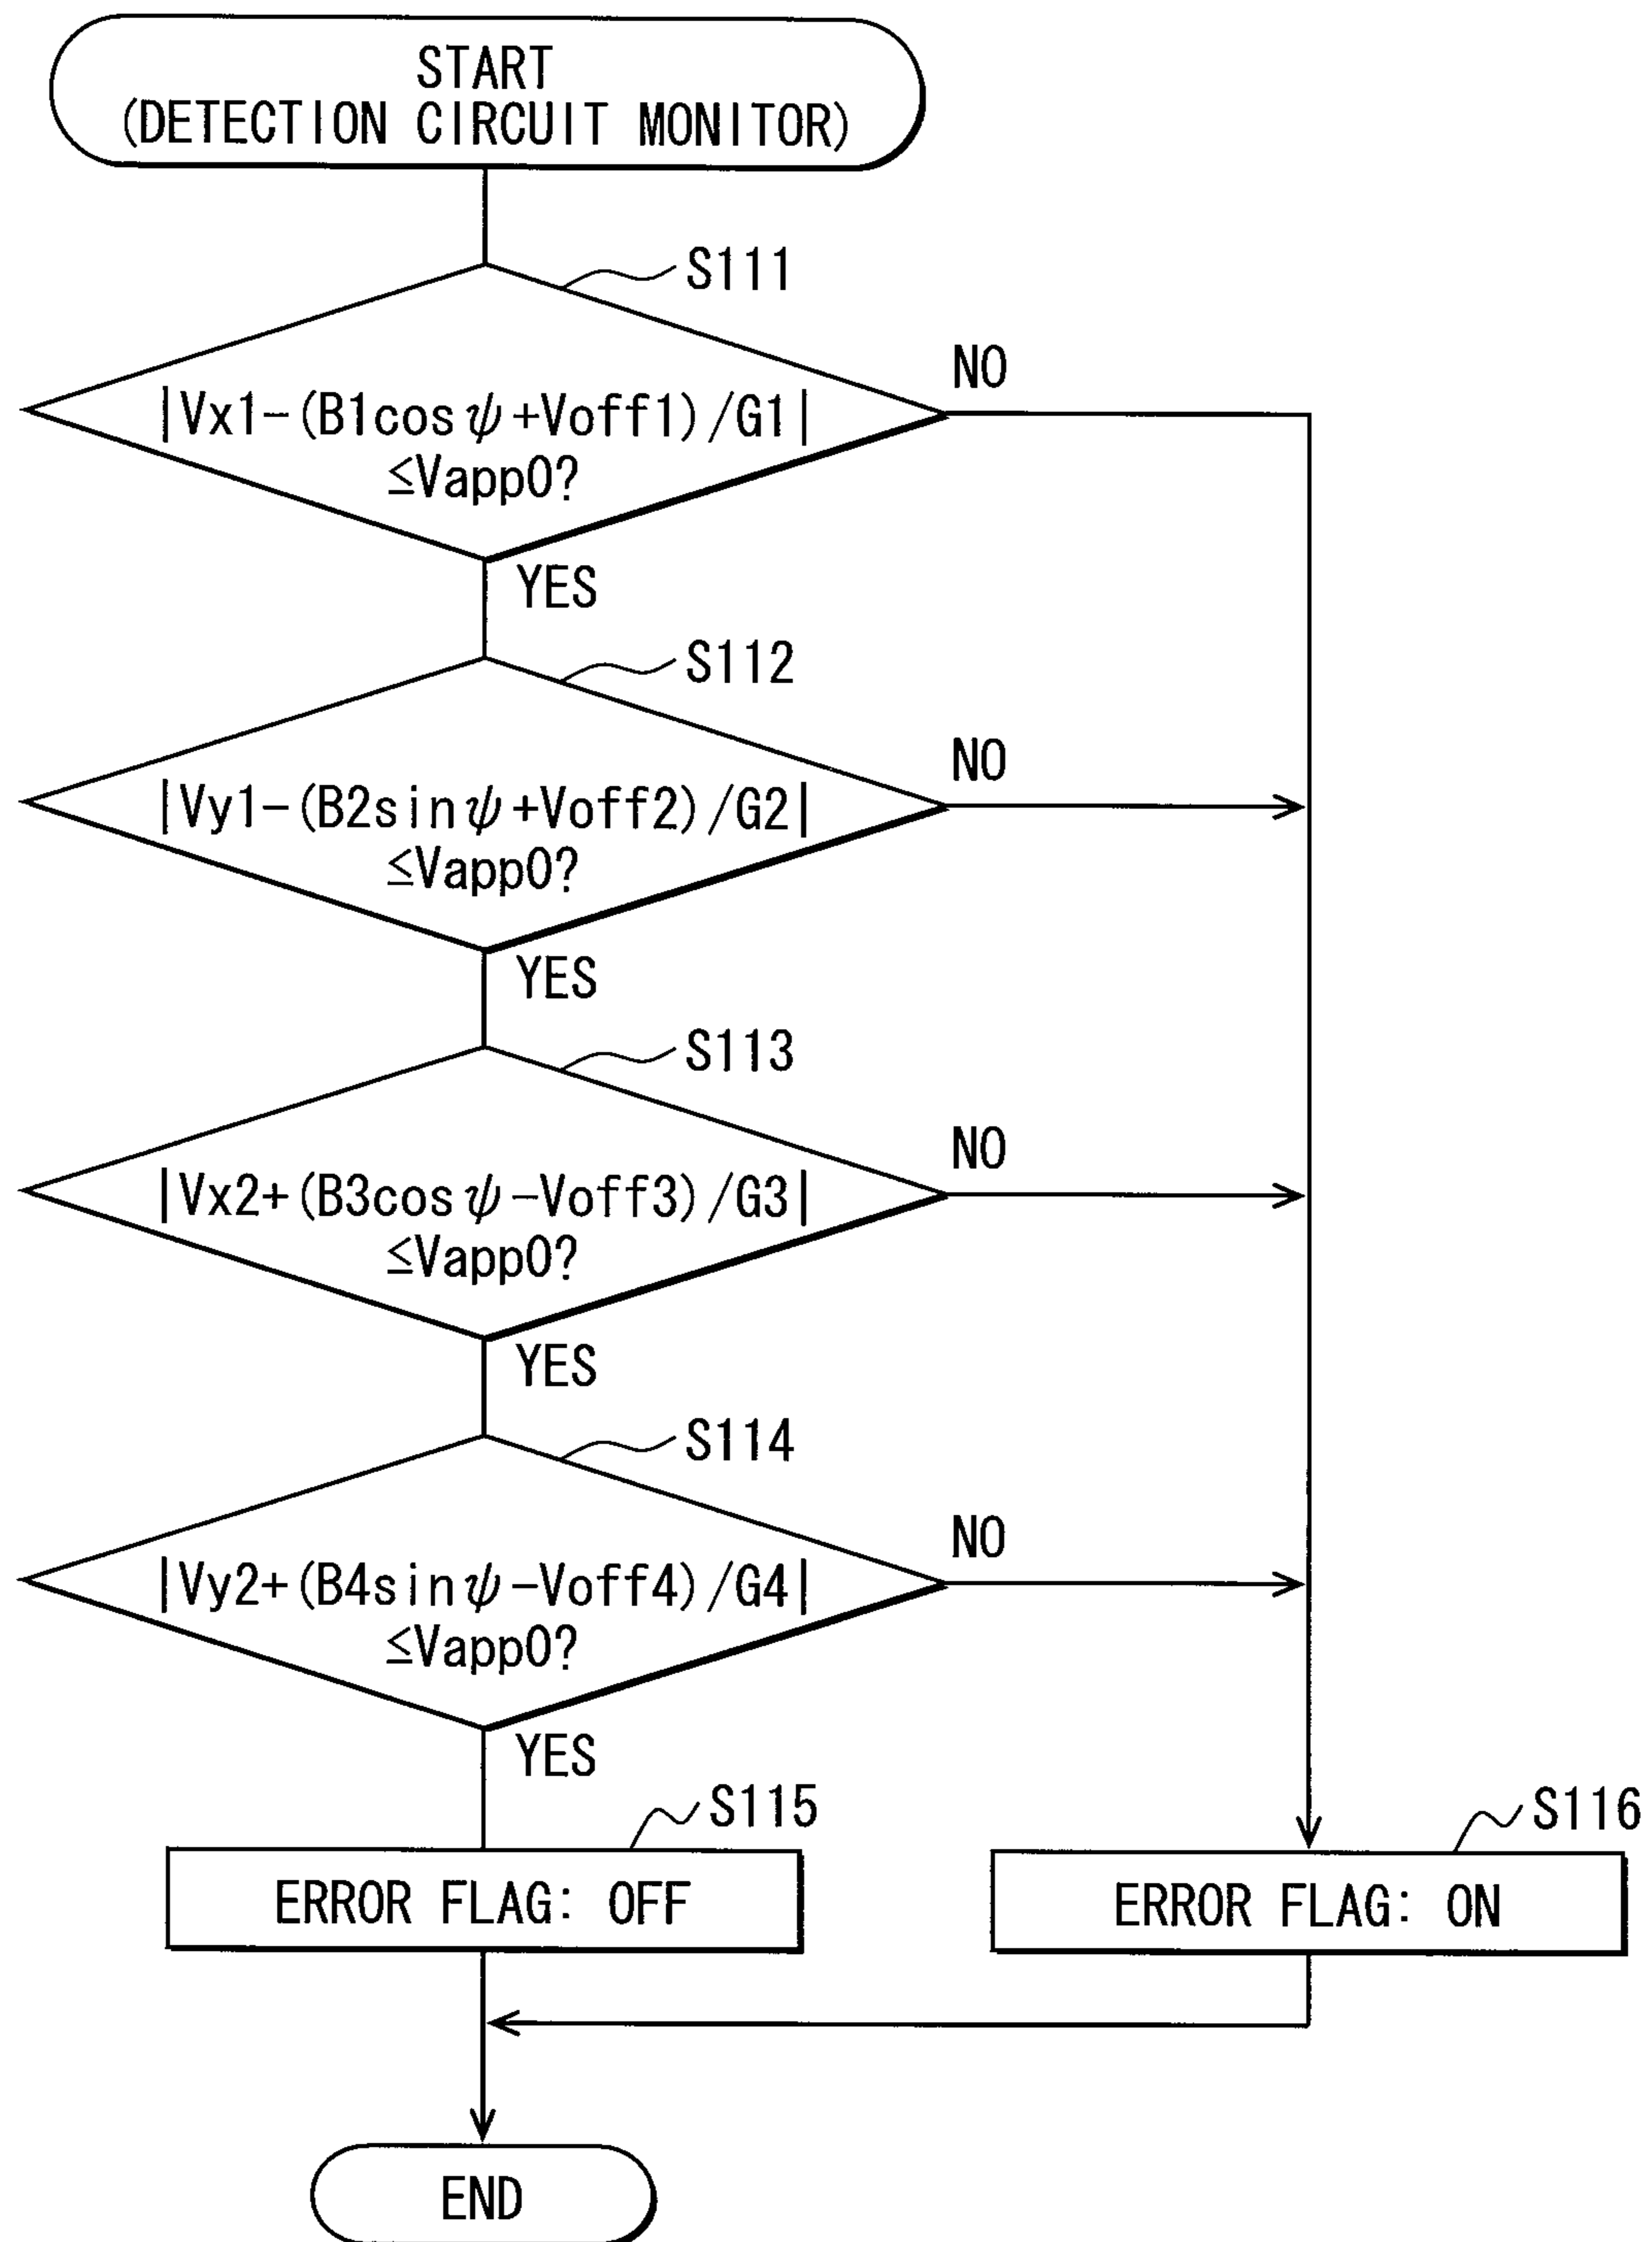 START
(DETECTION CIRCUIT MONITOR)
S111
|Vx1-(B1cosψ+Voff1)/G1|
≦Vapp0?
NO
YES
S112
|Vy1-(B2sinψ+Voff2)/G2|
≦Vapp0?
NO
YES
S113
|Vx2+(B3cosψ-Voff3)/G3|
≦Vapp0?
NO
YES
S114
|Vy2+(B4sinψ-Voff4)/G4|
≦Vapp0?
NO
YES
S115
ERROR FLAG: OFF
S116
ERROR FLAG: ON
END